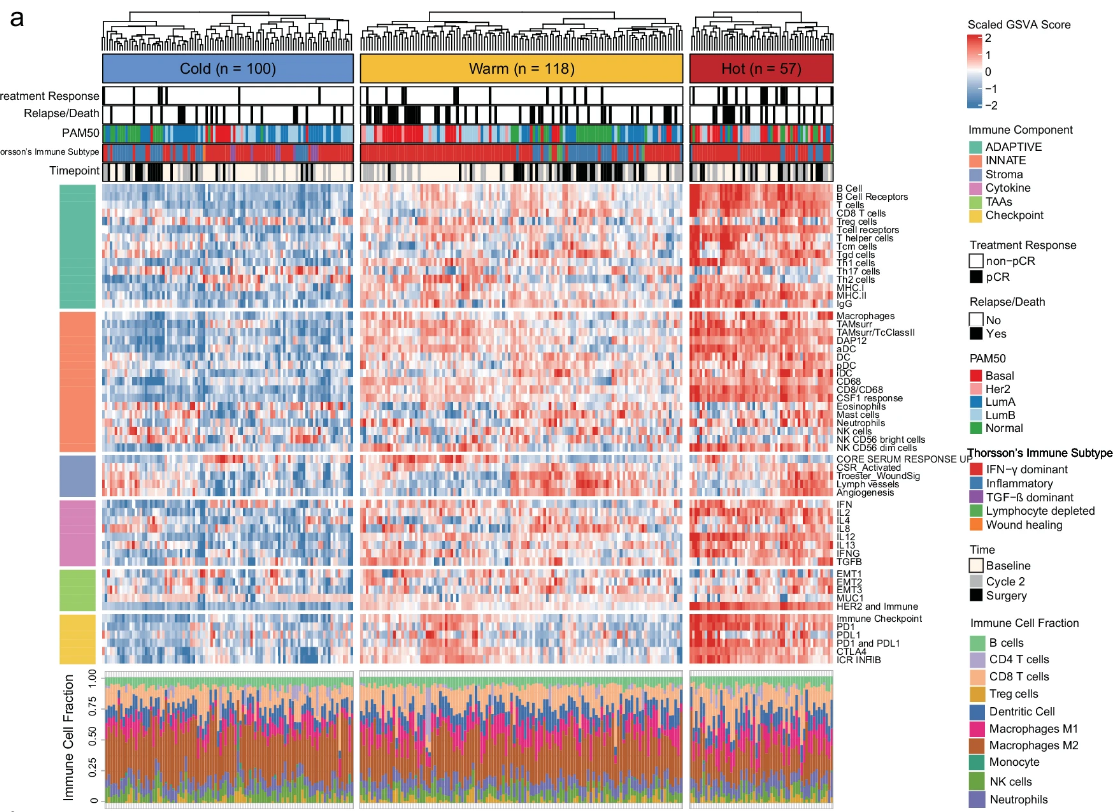 a
Cold (n = 100)
Warm (n = 118)
Hot (n = 57)
reatment Response
Relapse/Death
PAM50
orsson's Immune Subtype
Timepoint
B Cell
B Cell Receptors
T cells
CD8 T cells
Treg cells
Tcell receptors
T helper cells
Tcm cells
Tgd cells
Th1 cells
Th17 cells
Th2 cells
MHC.I
MHC.II
IgG
Macrophages
TAMsurr
TAMsurr/TcClassII
DAP12
aDC
DC
pDC
iDC
CD68
CD8/CD68
CSF1 response
Eosinophils
Mast cells
Neutrophils
NK cells
NK CD56 bright cells
NK CD56 dim cells
CORE SERUM RESPONSE UP
CSR_Activated
Troester_WoundSig
Lymph vessels
Angiogenesis
IFN
IL2
IL4
IL8
IL12
IL13
IFNG
TGFB
EMT1
EMT2
EMT3
MUC1
HER2 and Immune
Immune Checkpoint
PD1
PDL1
PD1 and PDL1
CTLA4
ICR INHIB
Immune Cell Fraction
1.00
0.75
0.50
0.25
0
Scaled GSVA Score
2
1
0
−1
−2
Immune Component
ADAPTIVE
INNATE
Stroma
Cytokine
TAAs
Checkpoint
Treatment Response
non−pCR
pCR
Relapse/Death
No
Yes
PAM50
Basal
Her2
LumA
LumB
Normal
Thorsson's Immune Subtype
IFN−γ dominant
Inflammatory
TGF−ß dominant
Lymphocyte depleted
Wound healing
Time
Baseline
Cycle 2
Surgery
Immune Cell Fraction
B cells
CD4 T cells
CD8 T cells
Treg cells
Dentritic Cell
Macrophages M1
Macrophages M2
Monocyte
NK cells
Neutrophils